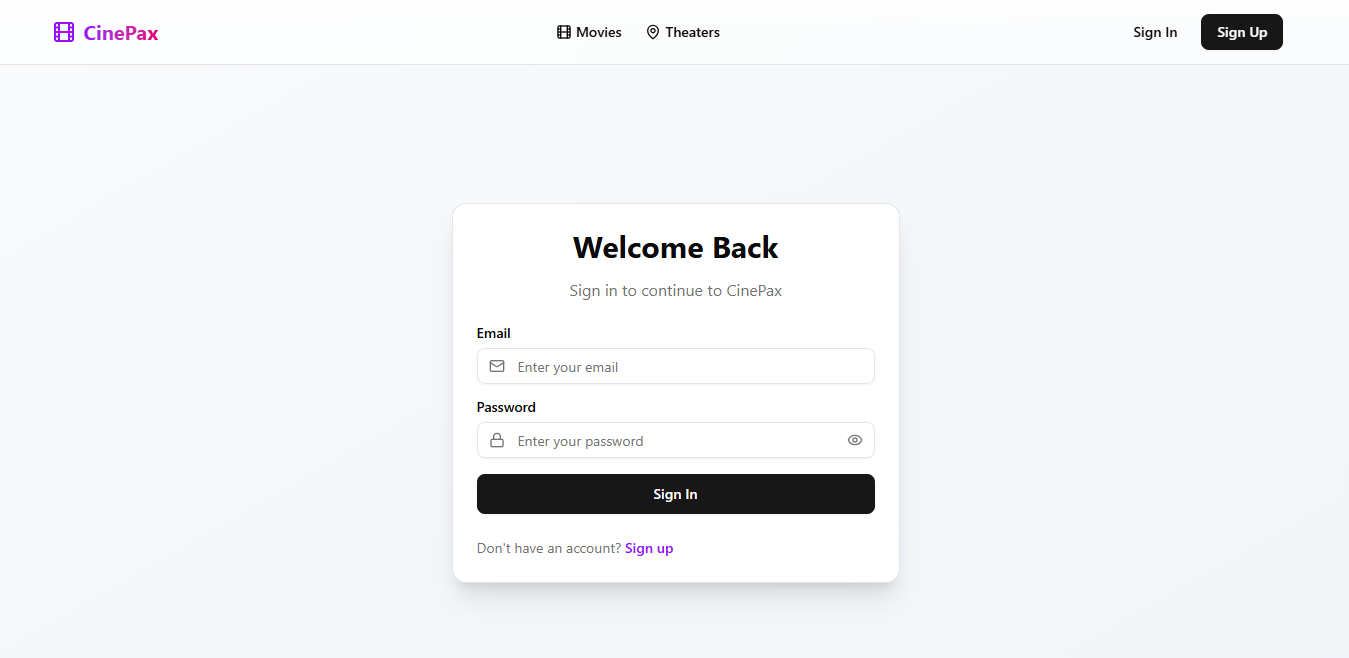 CinePax
Movies
Theaters
Sign In
Sign Up
Welcome Back
Sign in to continue to CinePax
Email
Enter your email
Password
Enter your password
Sign In
Don't have an account? Sign up